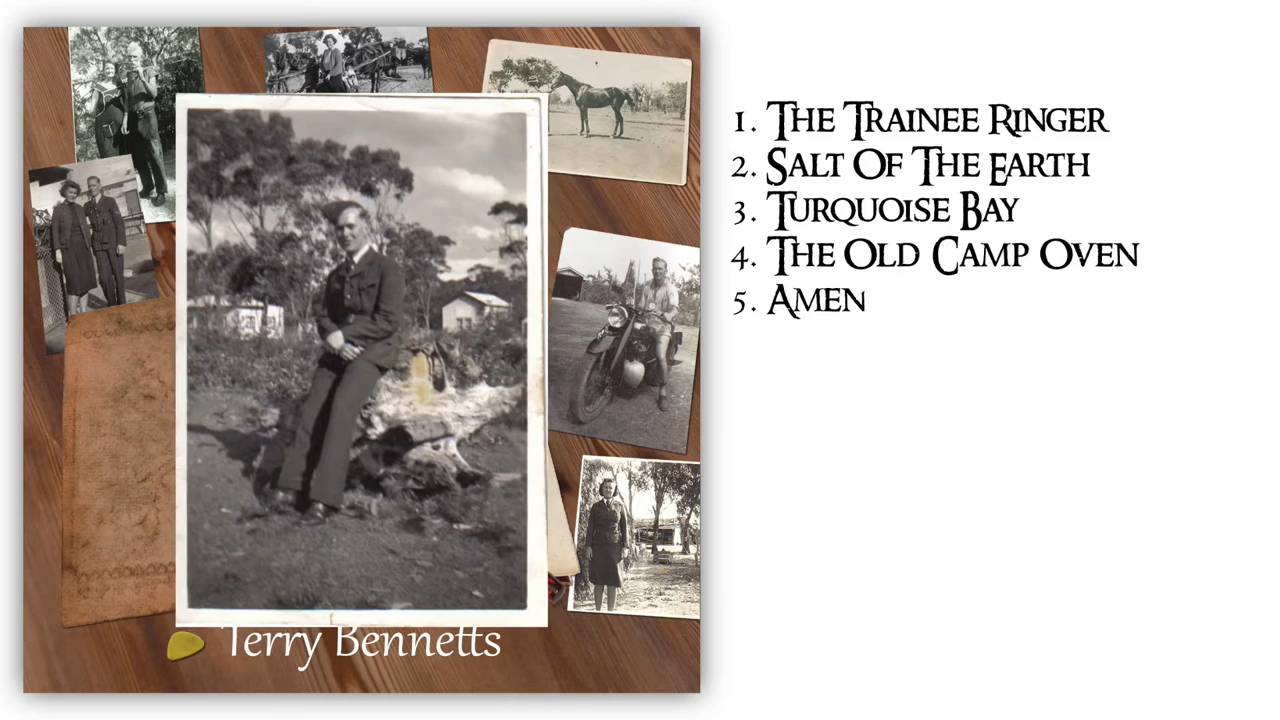 1. The Trainee Ringer
2. Salt Of The Earth
3. Turquoise Bay
4. The Old Camp Oven
5. Amen
Terry Bennetts